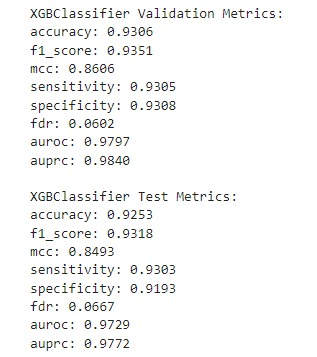 XGBClassifier Validation Metrics:
accuracy: 0.9306
f1_score: 0.9351
mcc: 0.8606
sensitivity: 0.9305
specificity: 0.9308
fdr: 0.0602
auroc: 0.9797
auprc: 0.9840
XGBClassifier Test Metrics:
accuracy: 0.9253
f1_score: 0.9318
mcc: 0.8493
sensitivity: 0.9303
specificity: 0.9193
fdr: 0.0667
auroc: 0.9729
auprc: 0.9772